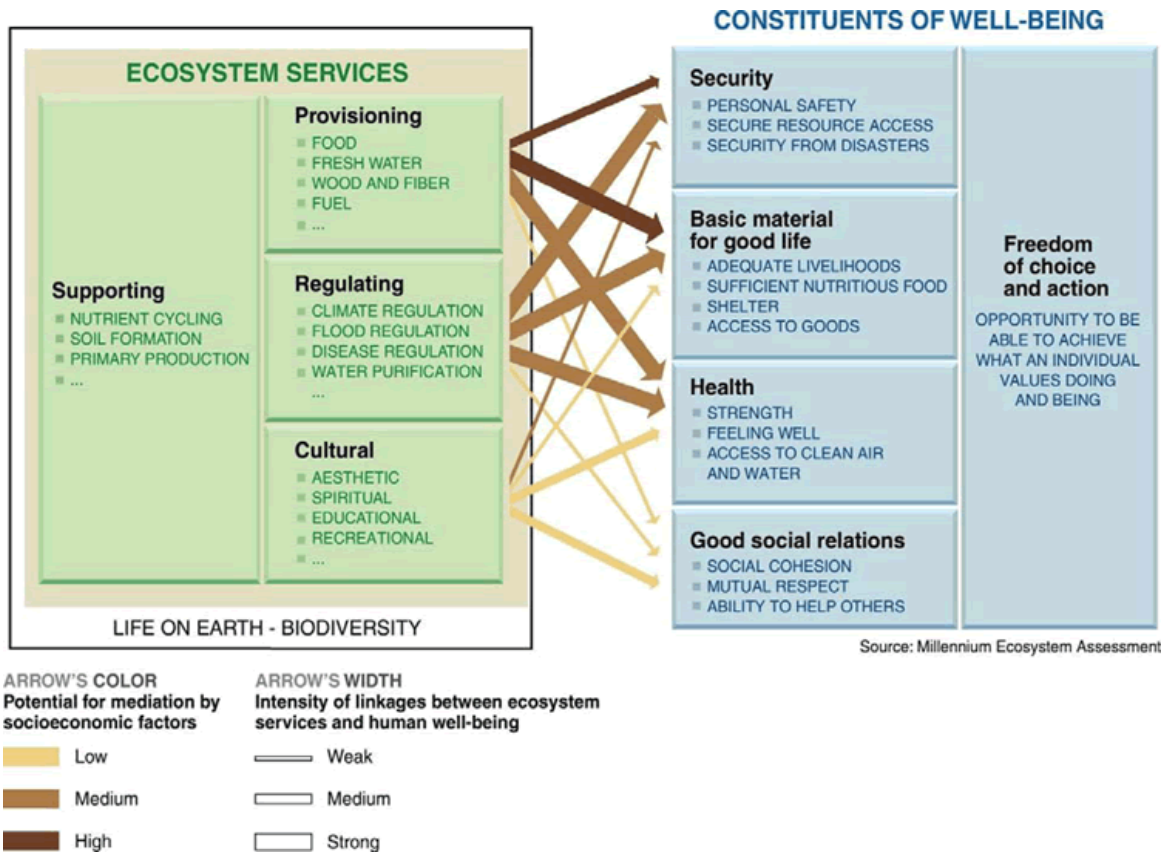 CONSTITUENTS OF WELL-BEING
ECOSYSTEM SERVICES
Supporting
NUTRIENT CYCLING
SOIL FORMATION
PRIMARY PRODUCTION
...
Provisioning
FOOD
FRESH WATER
WOOD AND FIBER
FUEL
...
Regulating
CLIMATE REGULATION
FLOOD REGULATION
DISEASE REGULATION
WATER PURIFICATION
...
Cultural
AESTHETIC
SPIRITUAL
EDUCATIONAL
RECREATIONAL
...
LIFE ON EARTH - BIODIVERSITY
Security
PERSONAL SAFETY
SECURE RESOURCE ACCESS
SECURITY FROM DISASTERS
Basic material
for good life
ADEQUATE LIVELIHOODS
SUFFICIENT NUTRITIOUS FOOD
SHELTER
ACCESS TO GOODS
Health
STRENGTH
FEELING WELL
ACCESS TO CLEAN AIR
AND WATER
Good social relations
SOCIAL COHESION
MUTUAL RESPECT
ABILITY TO HELP OTHERS
Freedom
of choice
and action
OPPORTUNITY TO BE
ABLE TO ACHIEVE
WHAT AN INDIVIDUAL
VALUES DOING
AND BEING
Source: Millennium Ecosystem Assessment
ARROW'S COLOR
Potential for mediation by
socioeconomic factors
Low
Medium
High
ARROW'S WIDTH
Intensity of linkages between ecosystem
services and human well-being
Weak
Medium
Strong